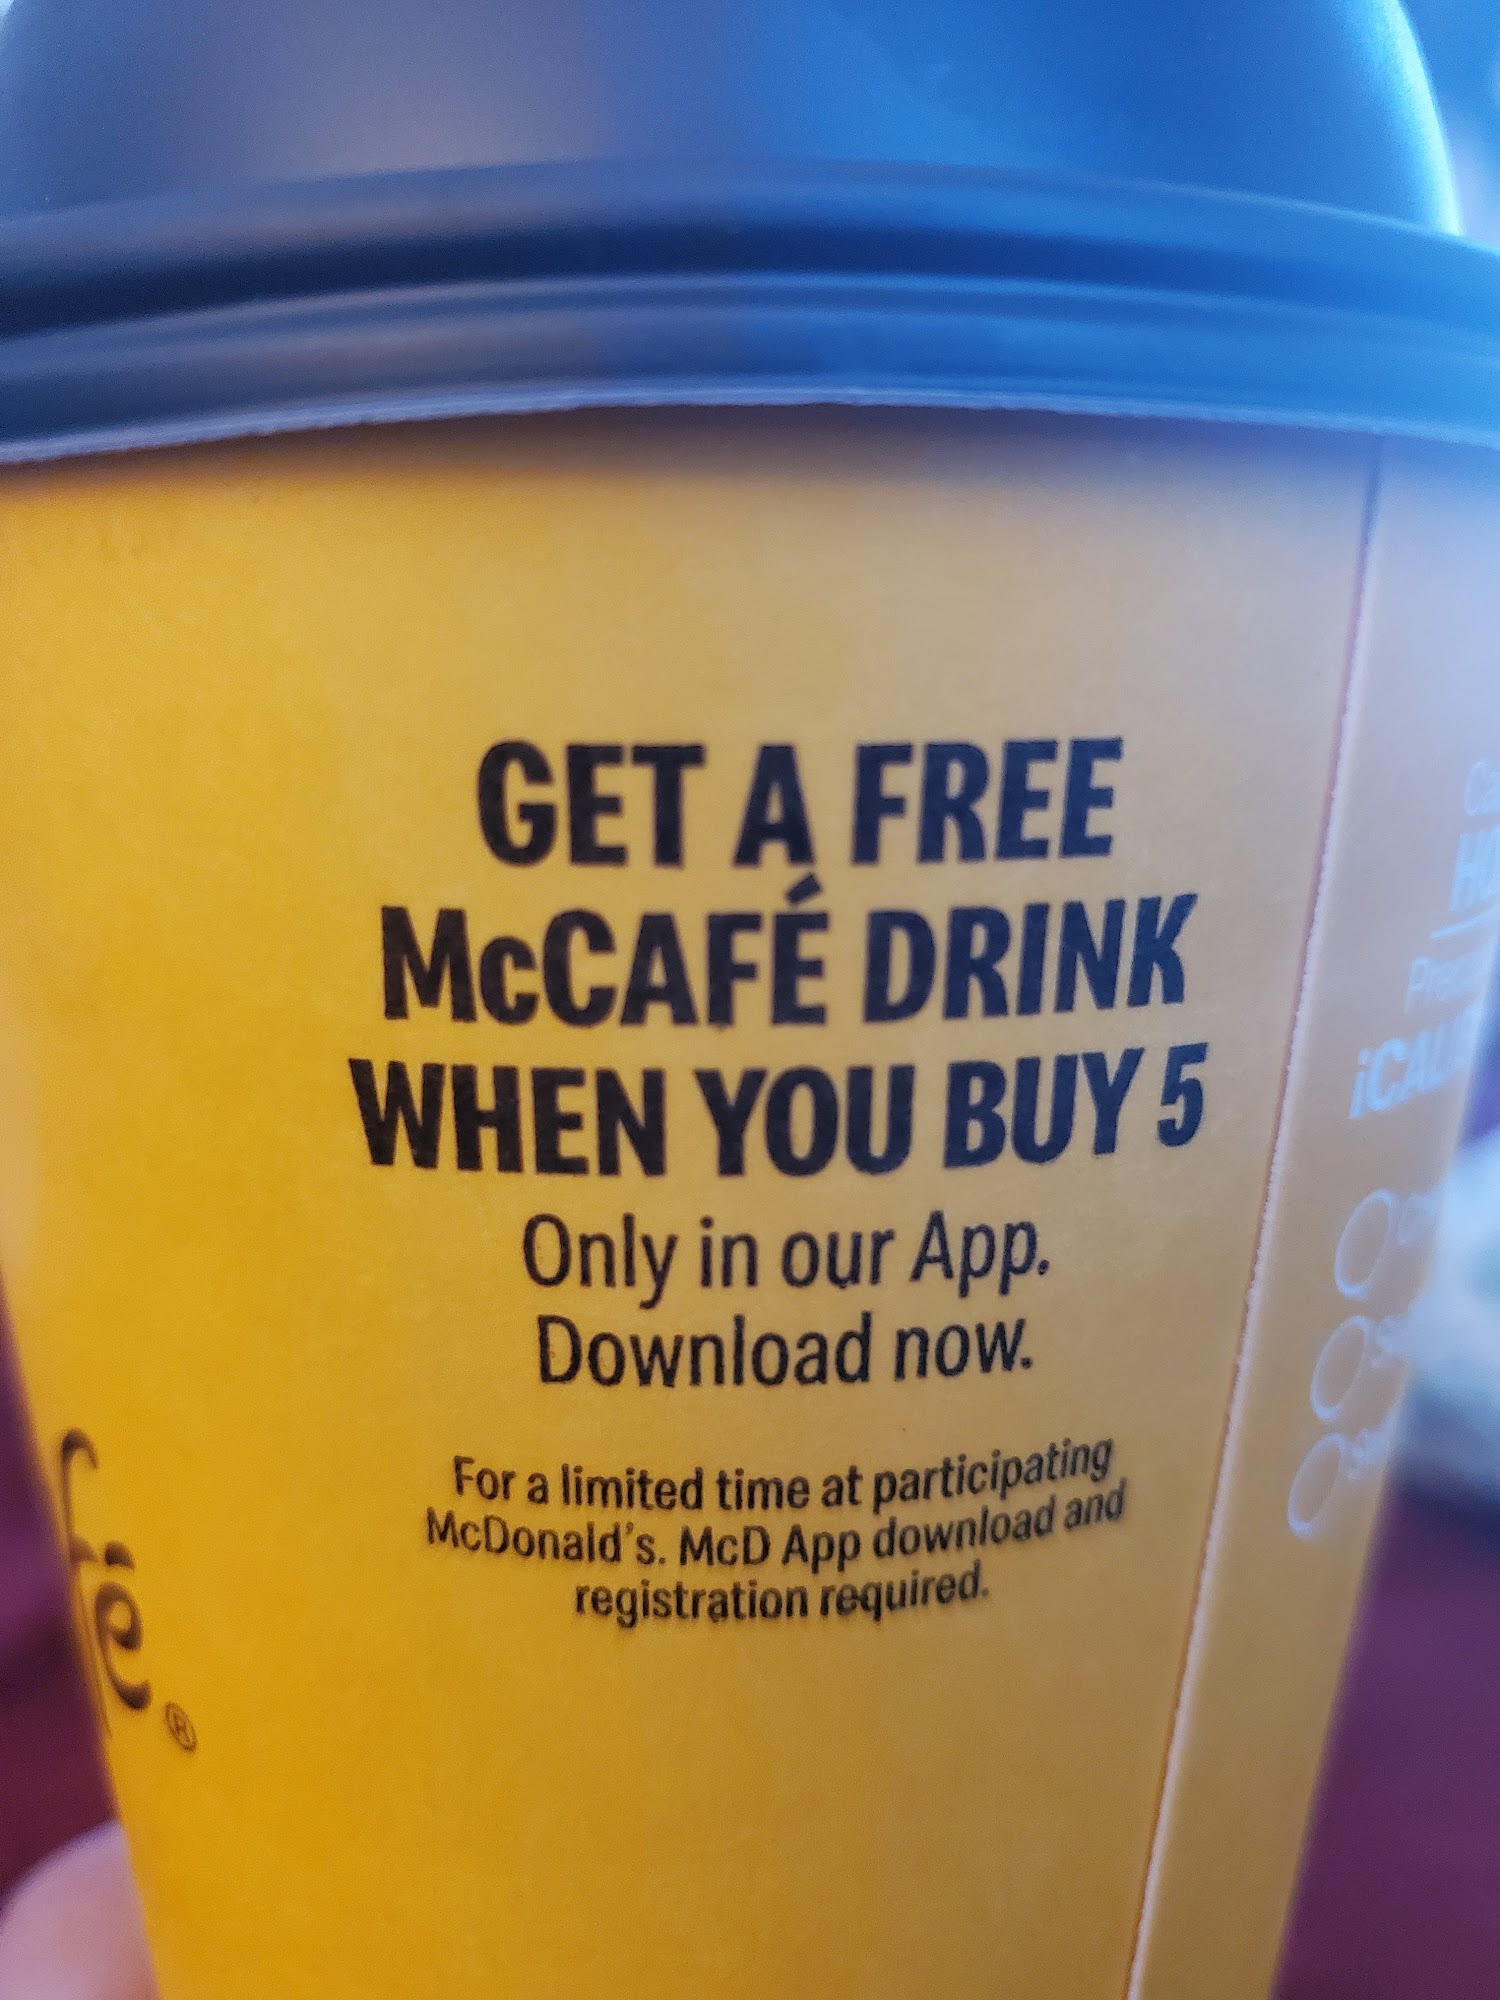 GET A FREE
McCAFÉ DRINK
WHEN YOU BUY 5
Only in our App.
Download now.
For a limited time at participating
McDonald's. McD App download and
registration required.
®